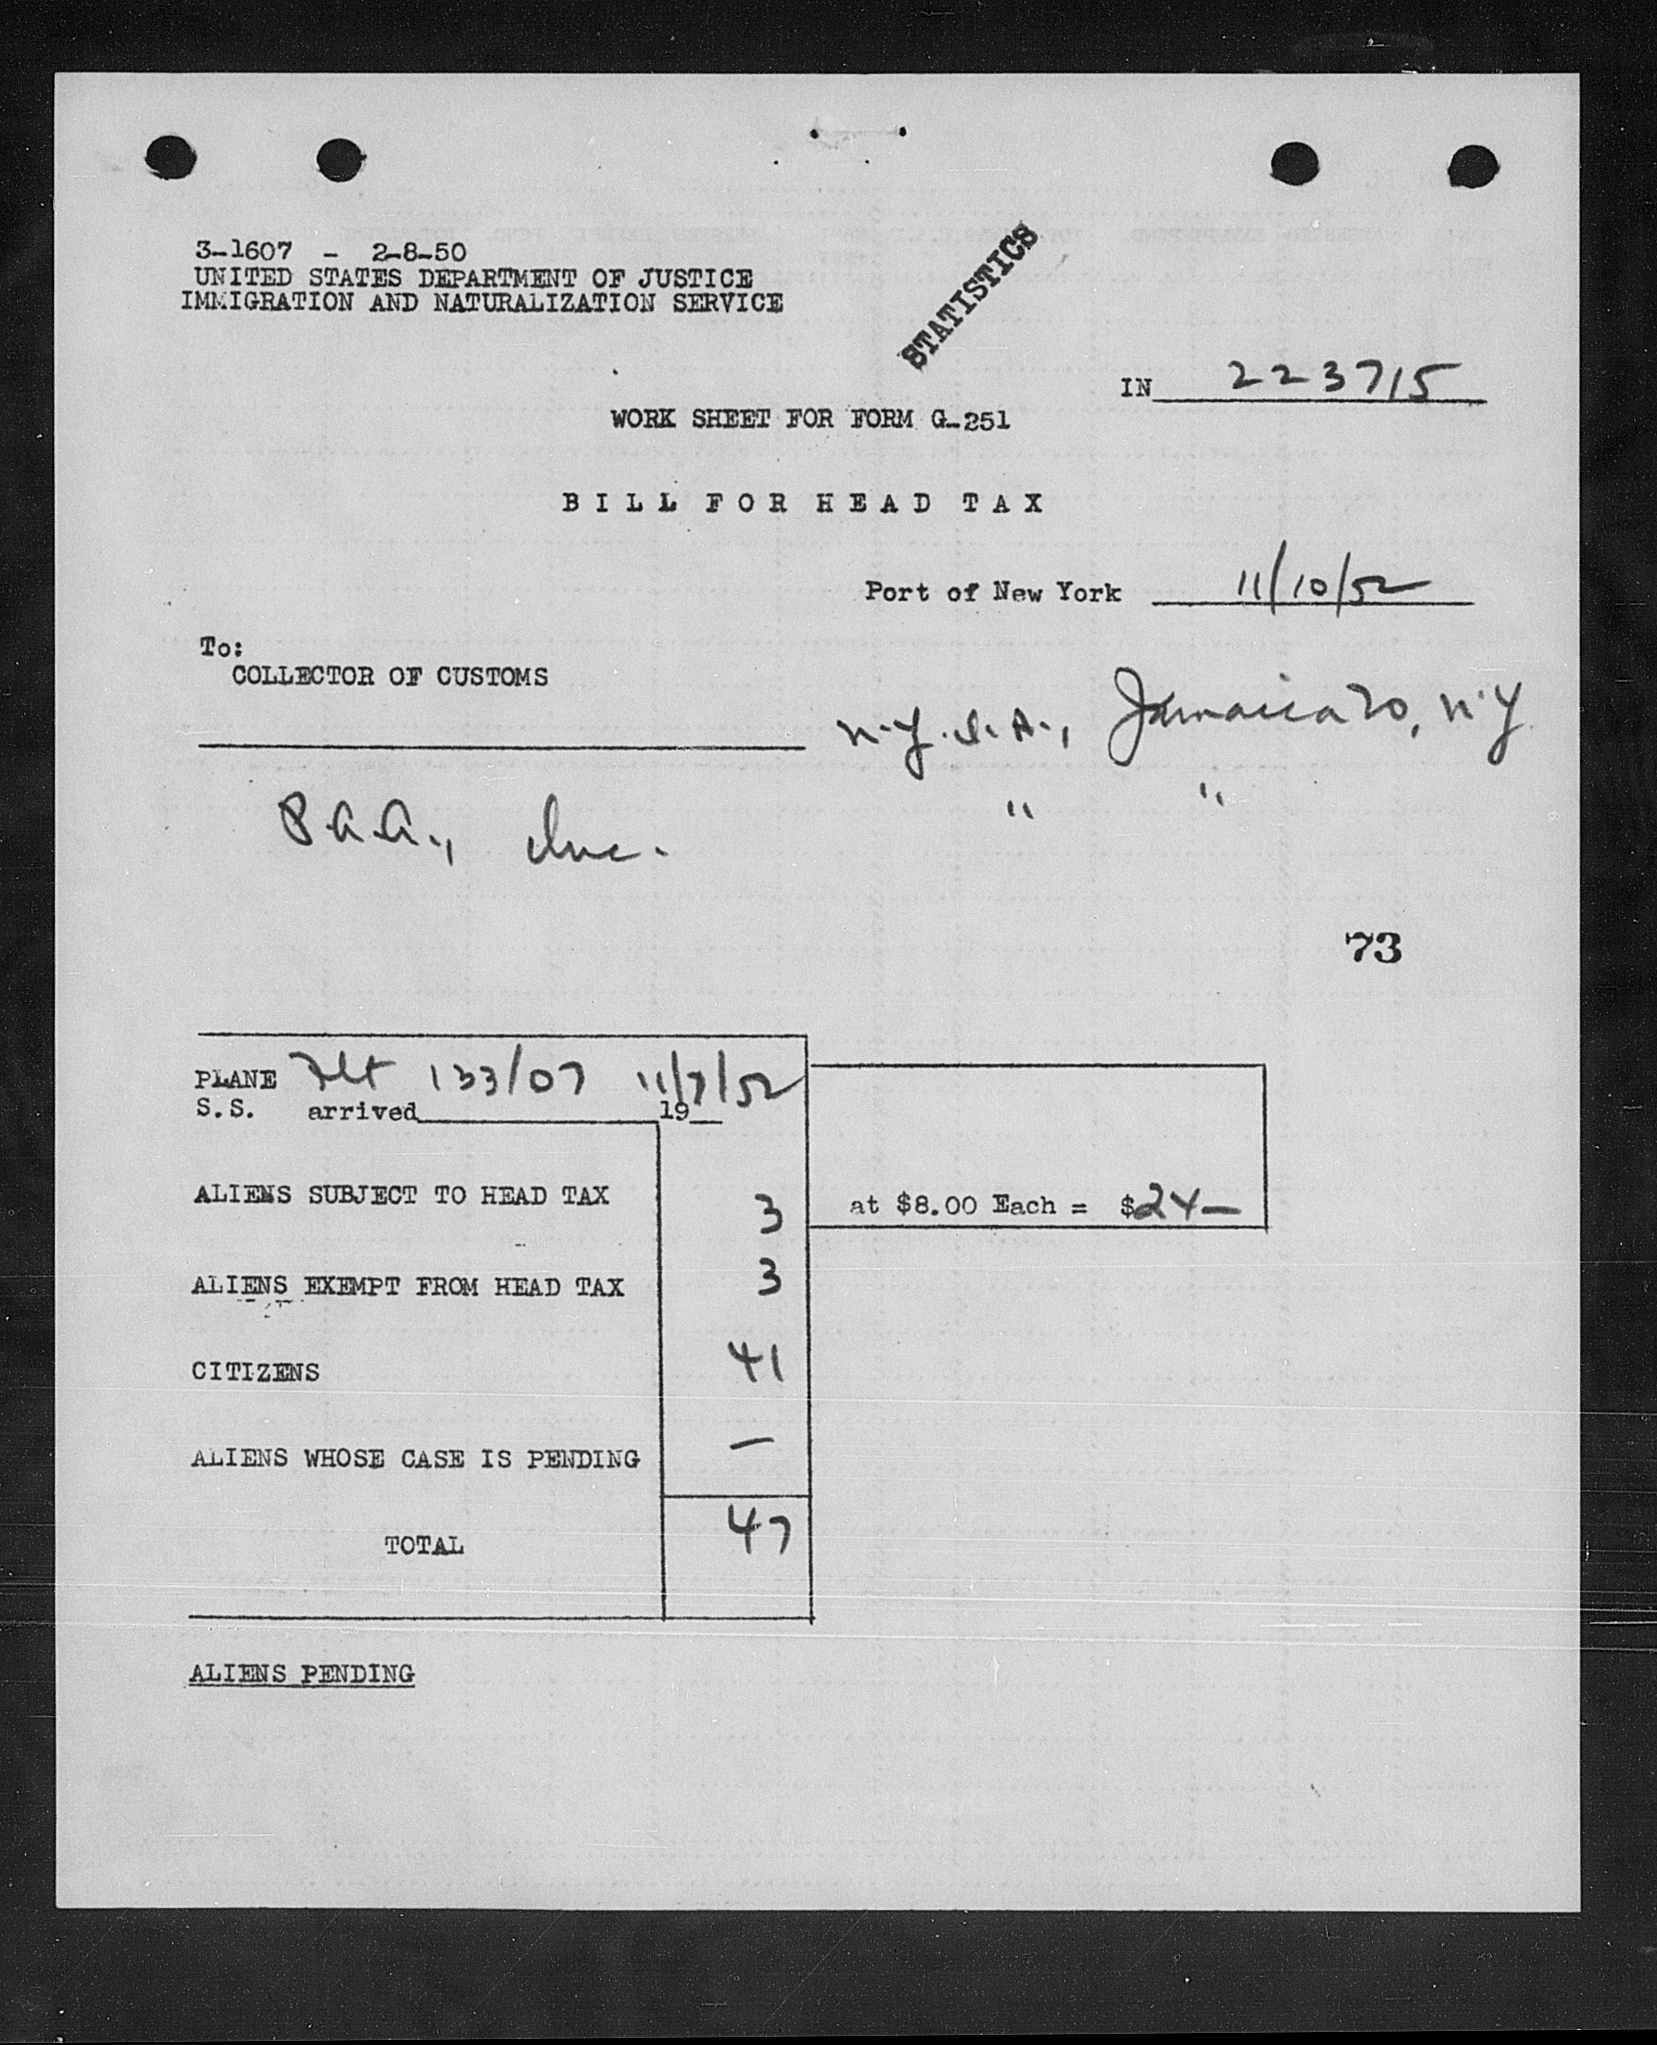 3-1607 - 2-8-50
UNITED STATES DEPARTMENT OF JUSTICE
IMMIGRATION AND NATURALIZATION SERVICE
STATISTICS
IN 223715
WORK SHEET FOR FORM G-251
BILL FOR HEAD TAX
Port of New York 11/10/52
To:
COLLECTOR OF CUSTOMS
N.Y.I.A., Jamaica 20, N.Y.
" "
P.A.A., Inc.
73
PLANE Flt 133/07 11/7/52
S.S. arrived 19
ALIENS SUBJECT TO HEAD TAX 3 at $8.00 Each = $24-
ALIENS EXEMPT FROM HEAD TAX 3
CITIZENS 41
ALIENS WHOSE CASE IS PENDING —
TOTAL 47
ALIENS PENDING